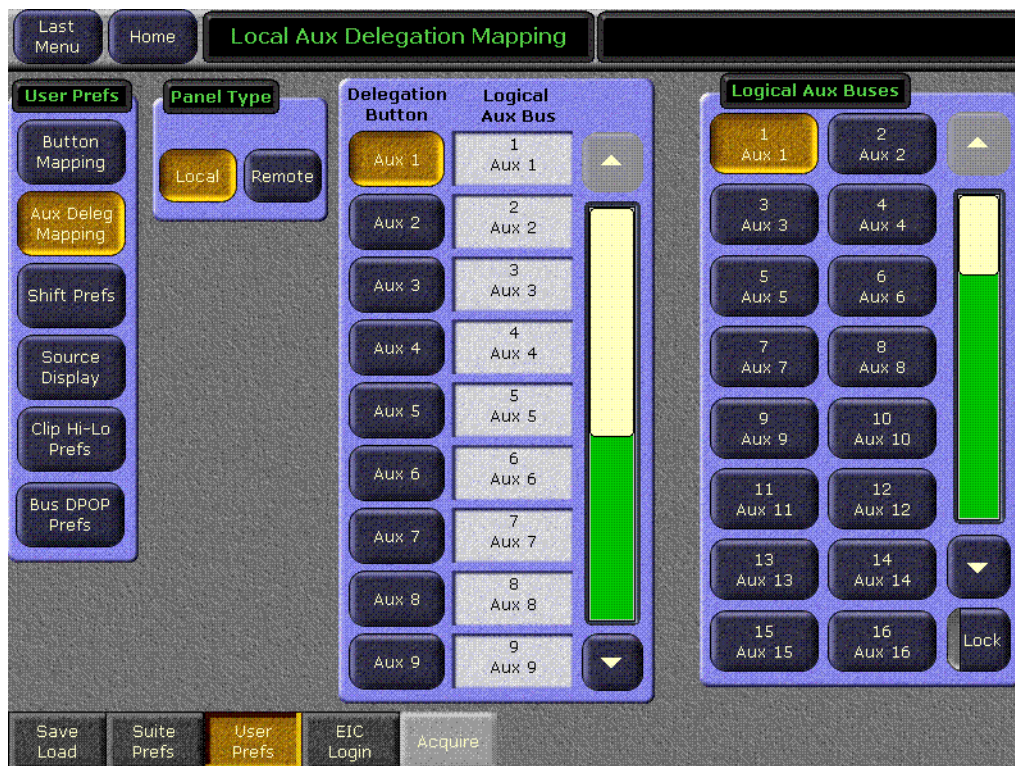 Last
Menu
Home
Local Aux Delegation Mapping
User Prefs
Button
Mapping
Aux Deleg
Mapping
Shift Prefs
Source
Display
Clip Hi-Lo
Prefs
Bus DPOP
Prefs
Panel Type
Local
Remote
Delegation
Button
Logical
Aux Bus
Aux 1
1
Aux 1
Aux 2
2
Aux 2
Aux 3
3
Aux 3
Aux 4
4
Aux 4
Aux 5
5
Aux 5
Aux 6
6
Aux 6
Aux 7
7
Aux 7
Aux 8
8
Aux 8
Aux 9
9
Aux 9
Logical Aux Buses
1
Aux 1
2
Aux 2
3
Aux 3
4
Aux 4
5
Aux 5
6
Aux 6
7
Aux 7
8
Aux 8
9
Aux 9
10
Aux 10
11
Aux 11
12
Aux 12
13
Aux 13
14
Aux 14
15
Aux 15
16
Aux 16
Lock
Save
Load
Suite
Prefs
User
Prefs
EIC
Login
Acquire